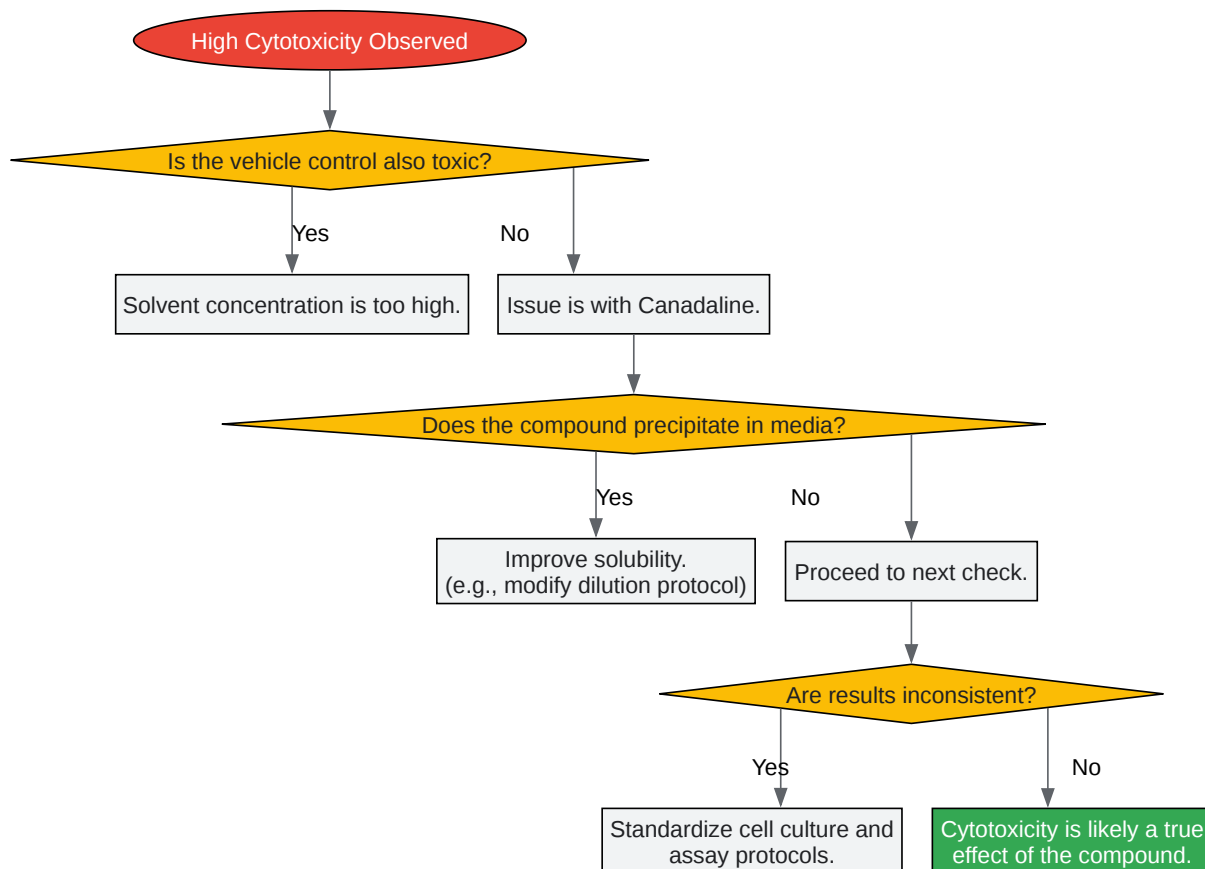 High Cytotoxicity Observed
Is the vehicle control also toxic?
Yes
No
Solvent concentration is too high.
Issue is with Canadaline.
Does the compound precipitate in media?
Yes
No
Improve solubility.
(e.g., modify dilution protocol)
Proceed to next check.
Are results inconsistent?
Yes
No
Standardize cell culture and
assay protocols.
Cytotoxicity is likely a true
effect of the compound.